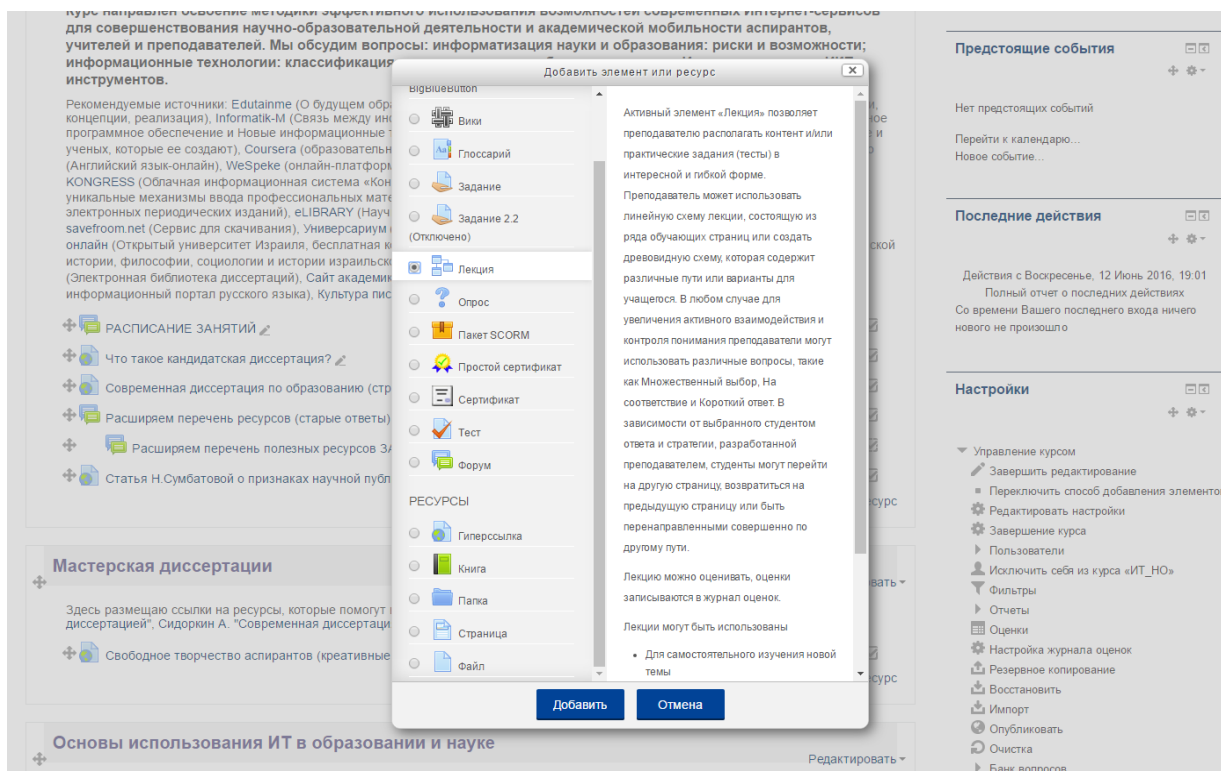 Курс направлен освоение методики эффективного использования возможностей современных Интернет-сервисов
для совершенствования научно-образовательной деятельности и академической мобильности аспирантов,
учителей и преподавателей. Мы обсудим вопросы: информатизация науки и образования: риски и возможности;
информационные технологии: классификация
инструментов.
Рекомендуемые источники: Edutainme (О будущем обр
концепции, реализация), Informatik-M (Связь между ин
программное обеспечение и Новые информационные
ученых, которые ее создают), Coursera (образователь
(Английский язык-онлайн), WeSpeke (онлайн-платфор
KONGRESS (Облачная информационная система «Кон
уникальные механизмы ввода профессиональных мат
электронных периодических изданий), eLIBRARY (Науч
savefroom.net (Сервис для скачивания), Универсариум
онлайн (Открытый университет Израиля, бесплатная к
ской
истории, философии, социологии и истории израильск
(Электронная библиотека диссертаций), Сайт академик
информационный портал русского языка), Культура пис
РАСПИСАНИЕ ЗАНЯТИЙ
Что такое кандидатская диссертация?
Современная диссертация по образованию (стр
Расширяем перечень ресурсов (старые ответы)
Расширяем перечень полезных ресурсов ЗА
Статья Н.Сумбатовой о признаках научной публ
есурс
Мастерская диссертации
овать
Здесь размещаю ссылки на ресурсы, которые помогут
диссертацией", Сидоркин А. "Современная диссертаци
Свободное творчество аспирантов (креативные
есурс
Основы использования ИТ в образовании и науке
Редактировать
Добавить элемент или ресурс
BigBlueButton
Вики
Глоссарий
Задание
Задание 2.2
(Отключено)
Лекция
Опрос
Пакет SCORM
Простой сертификат
Сертификат
Тест
Форум
РЕСУРСЫ
Гиперссылка
Книга
Папка
Страница
Файл
Активный элемент «Лекция» позволяет
преподавателю располагать контент и/или
практические задания (тесты) в
интересной и гибкой форме.
Преподаватель может использовать
линейную схему лекции, состоящую из
ряда обучающих страниц или создать
древовидную схему, которая содержит
различные пути или варианты для
учащегося. В любом случае для
увеличения активного взаимодействия и
контроля понимания преподаватели могут
использовать различные вопросы, такие
как Множественный выбор, На
соответствие и Короткий ответ. В
зависимости от выбранного студентом
ответа и стратегии, разработанной
преподавателем, студенты могут перейти
на другую страницу, возвратиться на
предыдущую страницу или быть
перенаправленными совершенно по
другому пути.
Лекцию можно оценивать, оценки
записываются в журнал оценок.
Лекции могут быть использованы
• Для самостоятельного изучения новой
темы
Добавить
Отмена
Предстоящие события
Нет предстоящих событий
Перейти к календарю...
Новое событие...
Последние действия
Действия с Воскресенье, 12 Июнь 2016, 19:01
Полный отчет о последних действиях
Со времени Вашего последнего входа ничего
нового не произошло
Настройки
Управление курсом
Завершить редактирование
Переключить способ добавления элементо
Редактировать настройки
Завершение курса
Пользователи
Исключить себя из курса «ИТ_НО»
Фильтры
Отчеты
Оценки
Настройка журнала оценок
Резервное копирование
Восстановить
Импорт
Опубликовать
Очистка
Банк вопросов